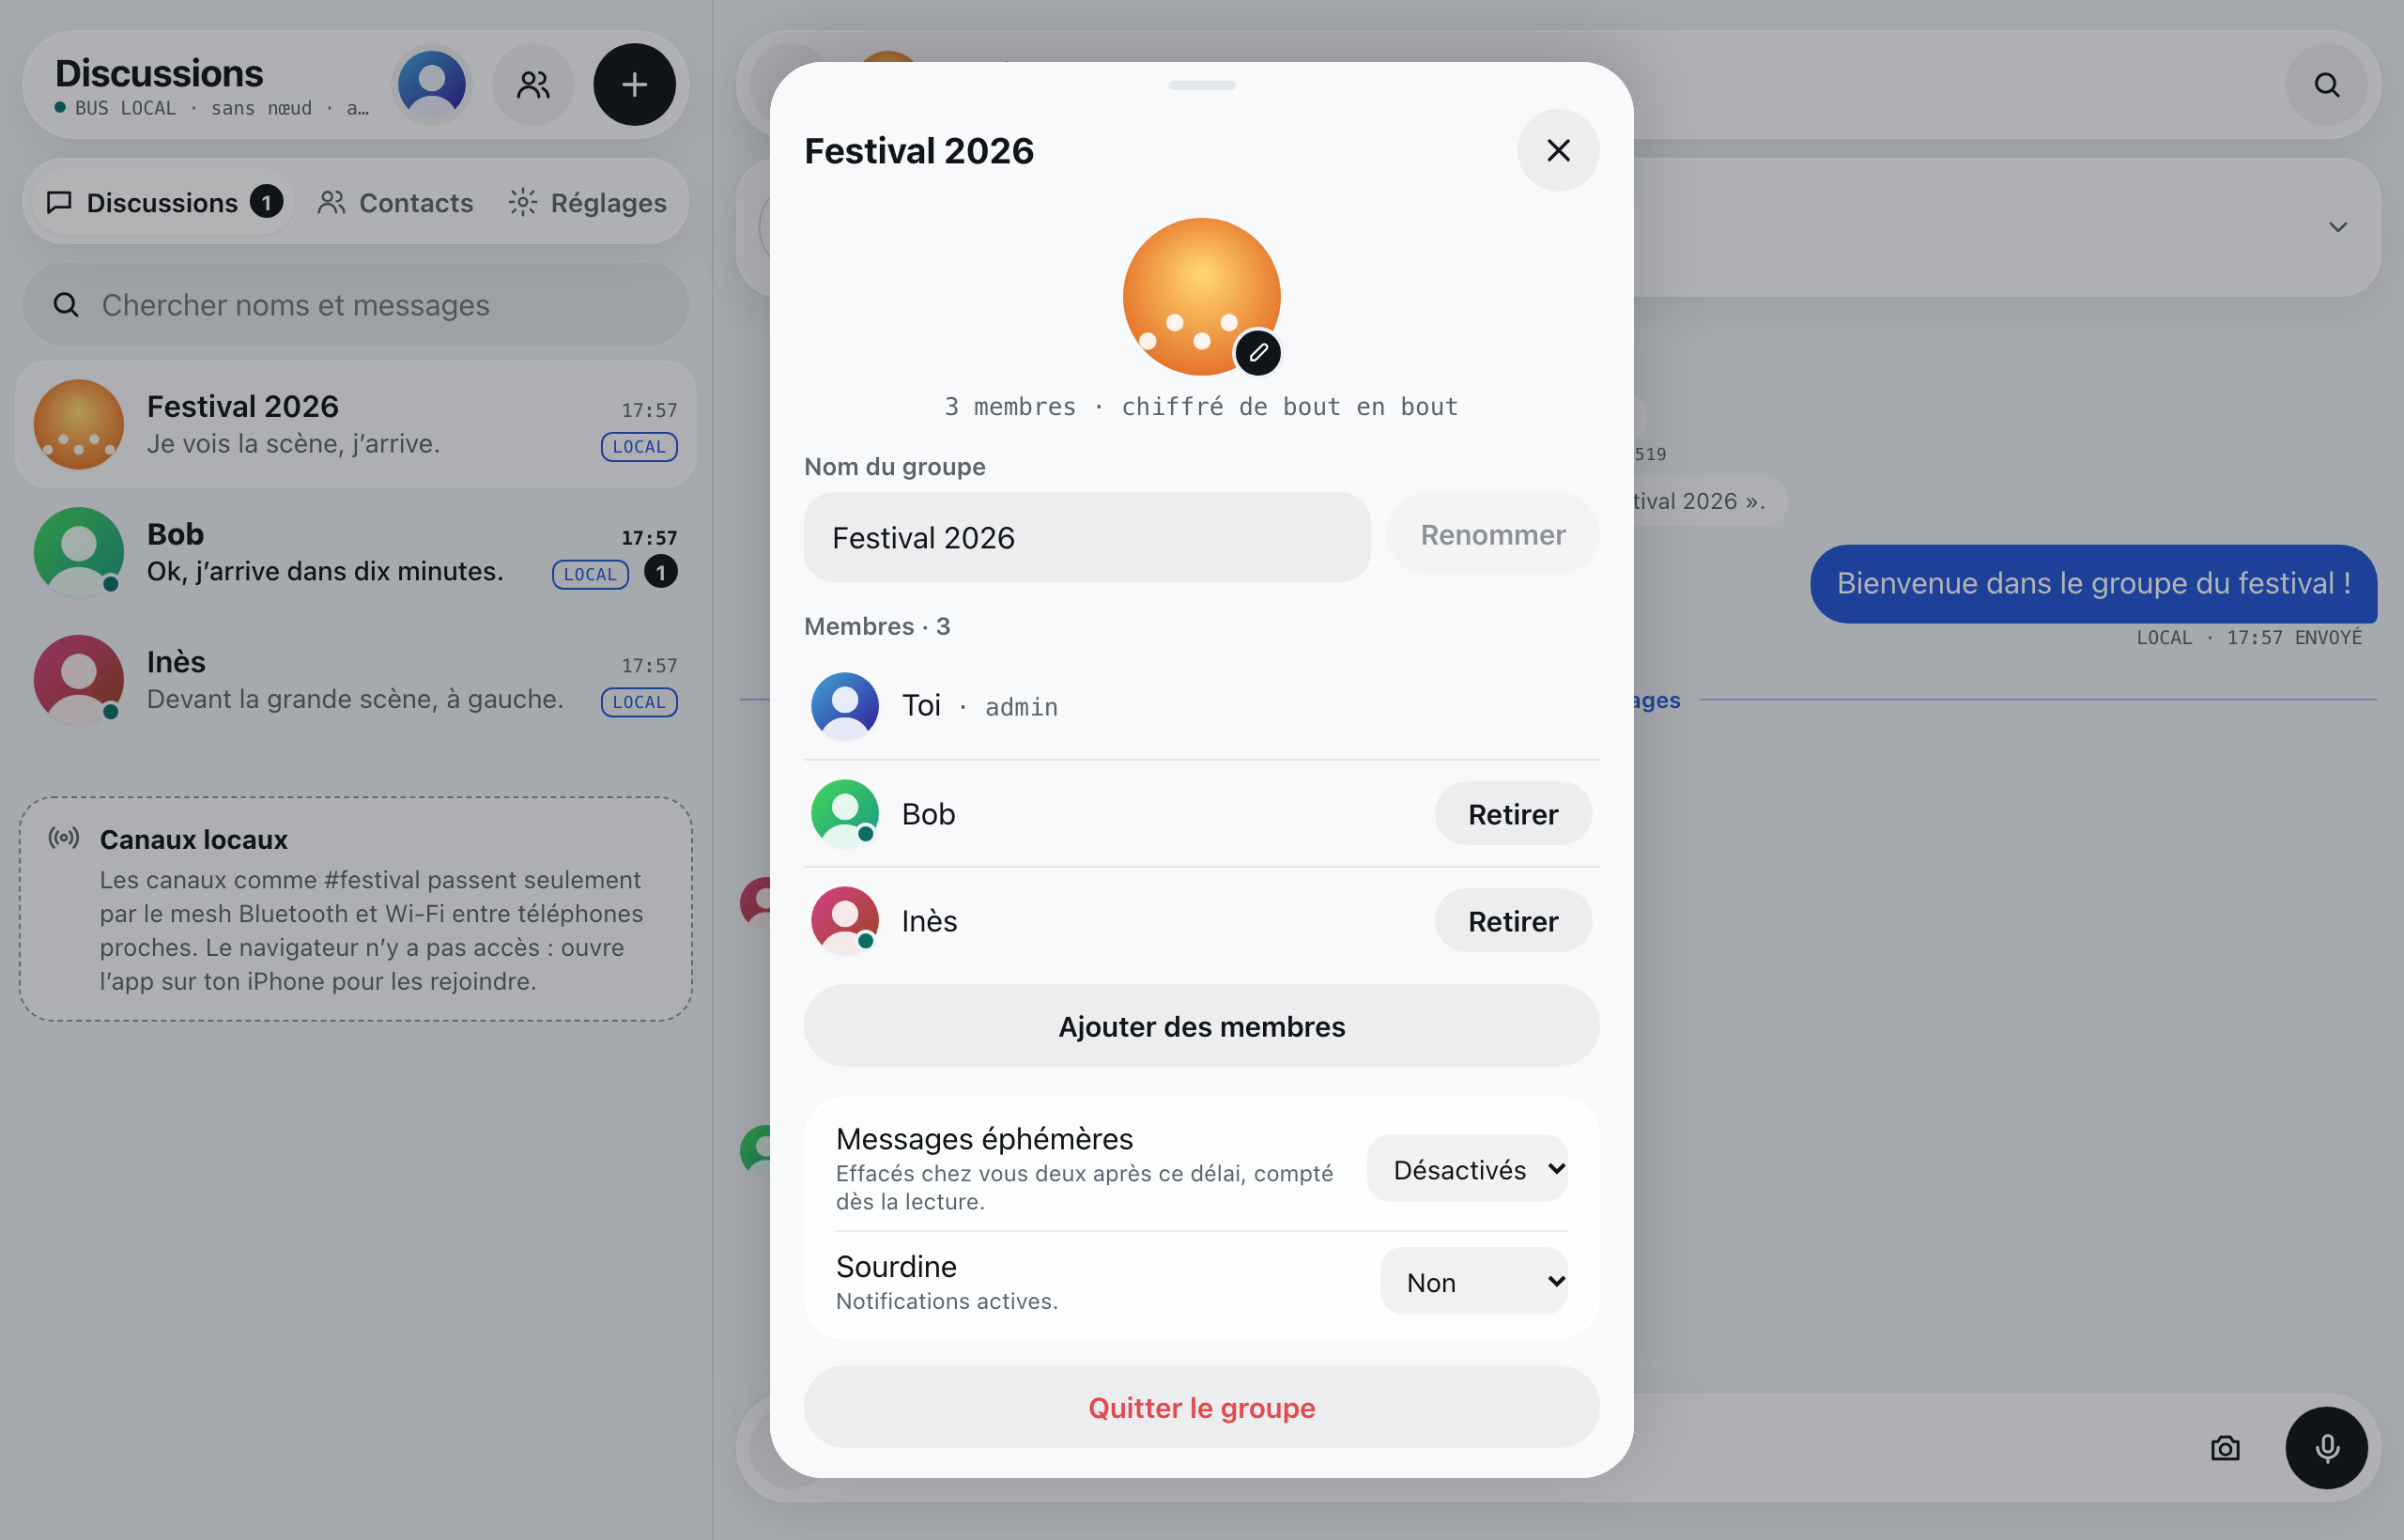 Discussions
BUS LOCAL · sans nœud · a…
Discussions 1
Contacts
Réglages
Chercher noms et messages
Festival 2026
17:57
Je vois la scène, j’arrive.
LOCAL
Bob
17:57
Ok, j’arrive dans dix minutes.
LOCAL
1
Inès
17:57
Devant la grande scène, à gauche.
LOCAL
Canaux locaux
Les canaux comme #festival passent seulement
par le mesh Bluetooth et Wi-Fi entre téléphones
proches. Le navigateur n’y a pas accès : ouvre
l’app sur ton iPhone pour les rejoindre.
Festival 2026
3 membres · chiffré de bout en bout
Nom du groupe
Festival 2026
Renommer
Membres · 3
Toi · admin
Bob
Retirer
Inès
Retirer
Ajouter des membres
Messages éphémères
Effacés chez vous deux après ce délai, compté
dès la lecture.
Désactivés
Sourdine
Notifications actives.
Non
Quitter le groupe
519
tival 2026 ».
Bienvenue dans le groupe du festival !
LOCAL · 17:57 ENVOYÉ
ages